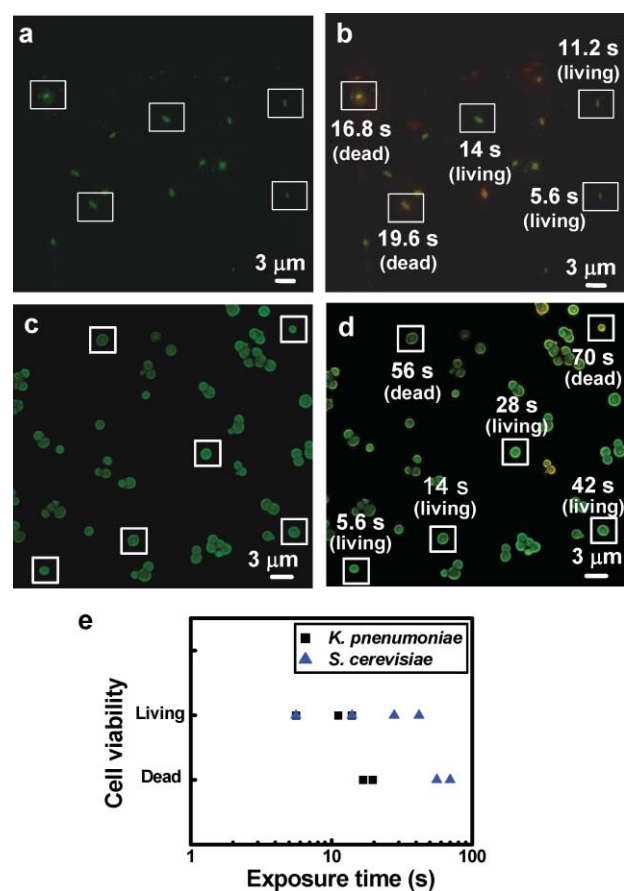 a
3 μm
b
11.2 s
(living)
16.8 s
(dead)
14 s
(living)
5.6 s
(living)
19.6 s
(dead)
3 μm
c
3 μm
d
56 s
(dead)
70 s
(dead)
28 s
(living)
14 s
(living)
42 s
(living)
5.6 s
(living)
3 μm
e
K. pnenumoniae
S. cerevisiae
Cell viability
Living
Dead
1 10 100
Exposure time (s)